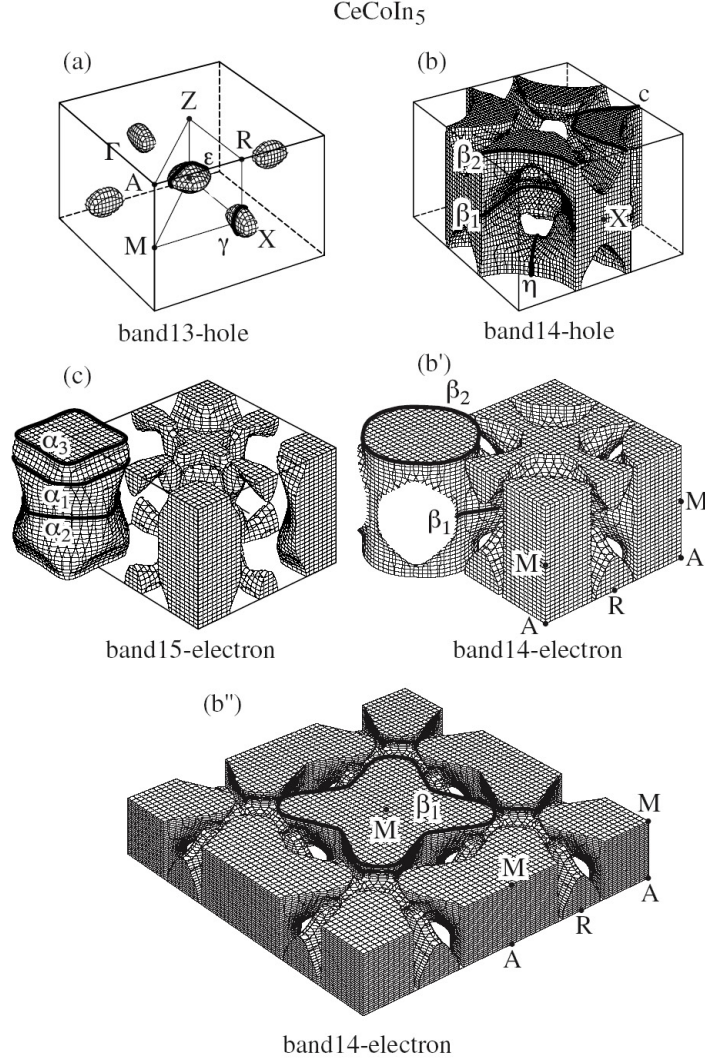 CeCoIn5
(a)
(b)
Z
c
Γ
R
A
ε
β2
M
β1
X
γ
X
η
band13-hole
band14-hole
(c)
(b')
β2
α3
α1
α2
β1
M
M
A
R
A
band15-electron
band14-electron
(b")
β1
M
M
M
A
R
A
band14-electron